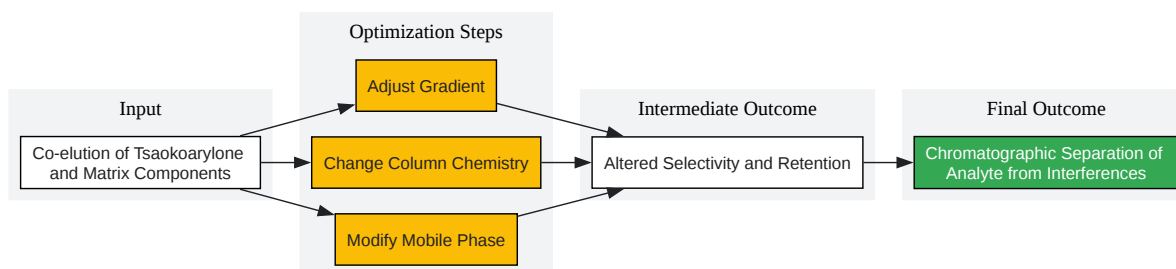 Input
Co-elution of Tsaokoarylone
and Matrix Components
Optimization Steps
Adjust Gradient
Change Column Chemistry
Modify Mobile Phase
Intermediate Outcome
Altered Selectivity and Retention
Final Outcome
Chromatographic Separation of
Analyte from Interferences